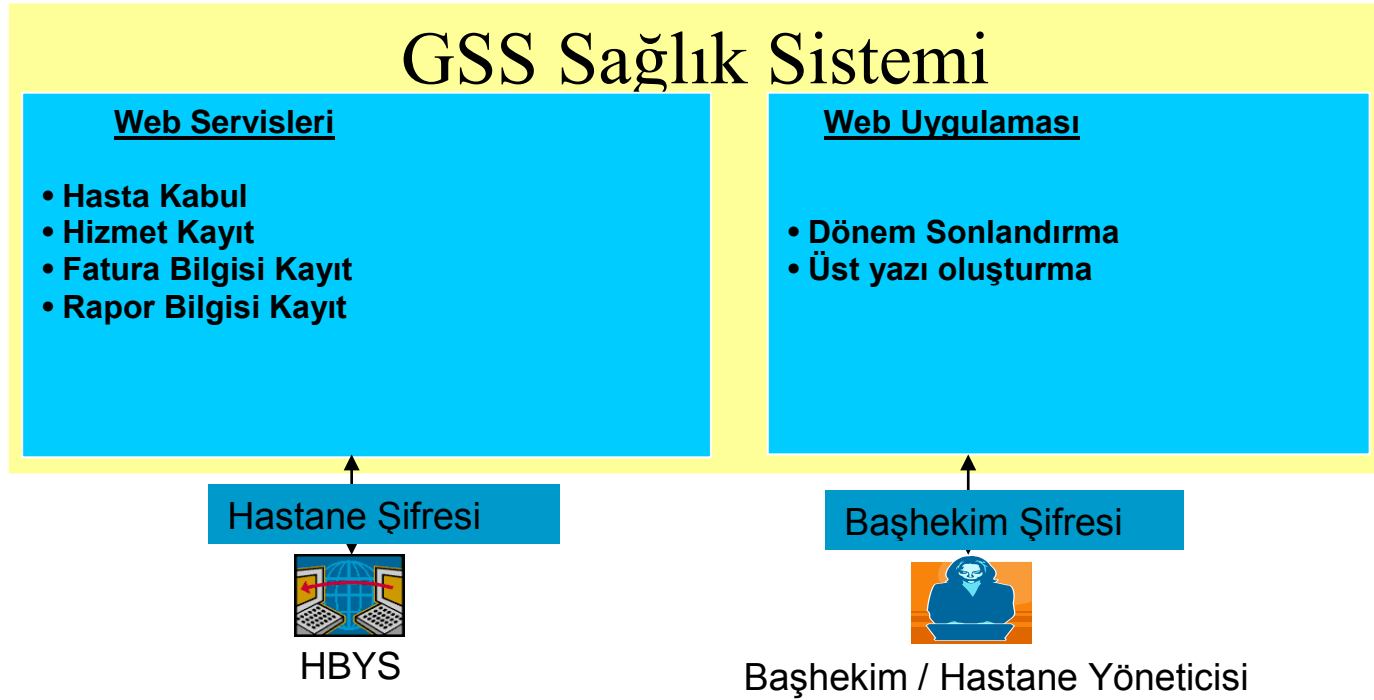 GSS Sağlık Sistemi
Web Servisleri
• Hasta Kabul
• Hizmet Kayıt
• Fatura Bilgisi Kayıt
• Rapor Bilgisi Kayıt
Web Uygulaması
• Dönem Sonlandırma
• Üst yazı oluşturma
Hastane Şifresi
HBYS
Başhekim Şifresi
Başhekim / Hastane Yöneticisi